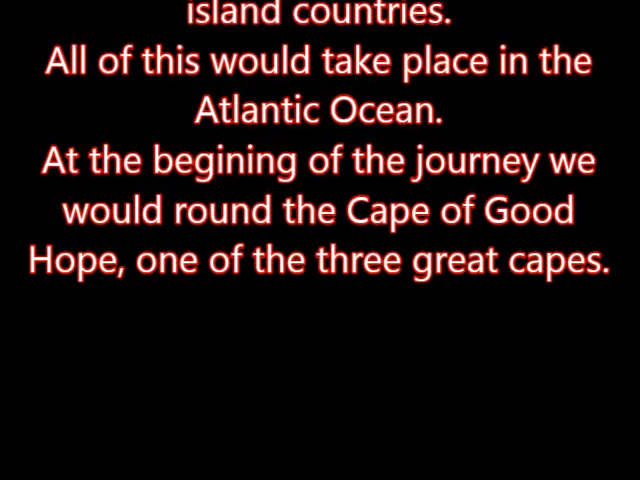 island countries.
All of this would take place in the
Atlantic Ocean.
At the begining of the journey we
would round the Cape of Good
Hope, one of the three great capes.